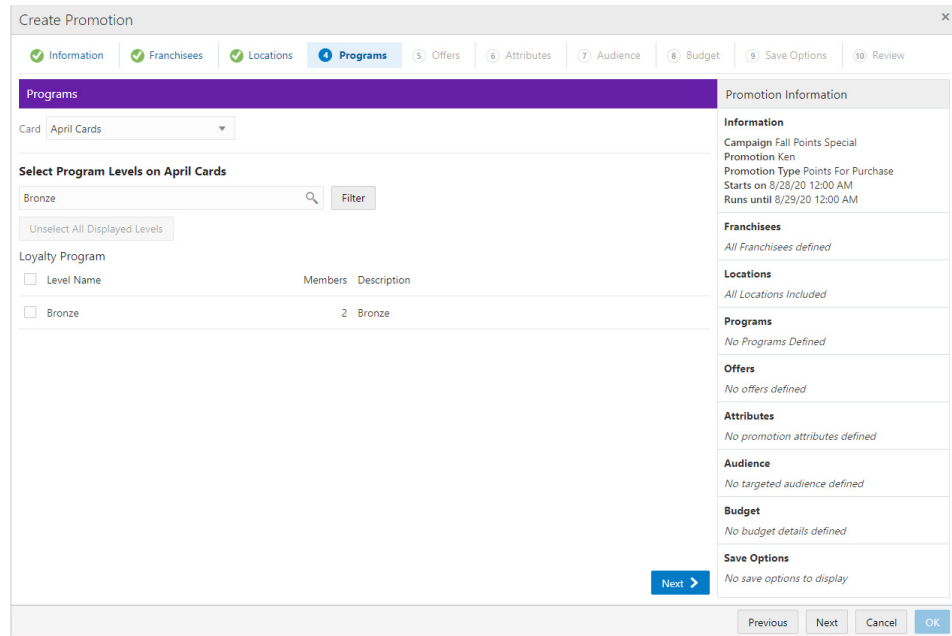 Create Promotion
Information Franchisees Locations 4 Programs 5 Offers 6 Attributes 7 Audience 8 Budget 9 Save Options 10 Review
Programs
Card April Cards
Select Program Levels on April Cards
Bronze Filter
Unselect All Displayed Levels
Loyalty Program
Level Name Members Description
Bronze 2 Bronze
Next
Promotion Information
Information
Campaign Fall Points Special
Promotion Ken
Promotion Type Points For Purchase
Starts on 8/28/20 12:00 AM
Runs until 8/29/20 12:00 AM
Franchisees
All Franchisees defined
Locations
All Locations Included
Programs
No Programs Defined
Offers
No offers defined
Attributes
No promotion attributes defined
Audience
No targeted audience defined
Budget
No budget details defined
Save Options
No save options to display
Previous Next Cancel OK